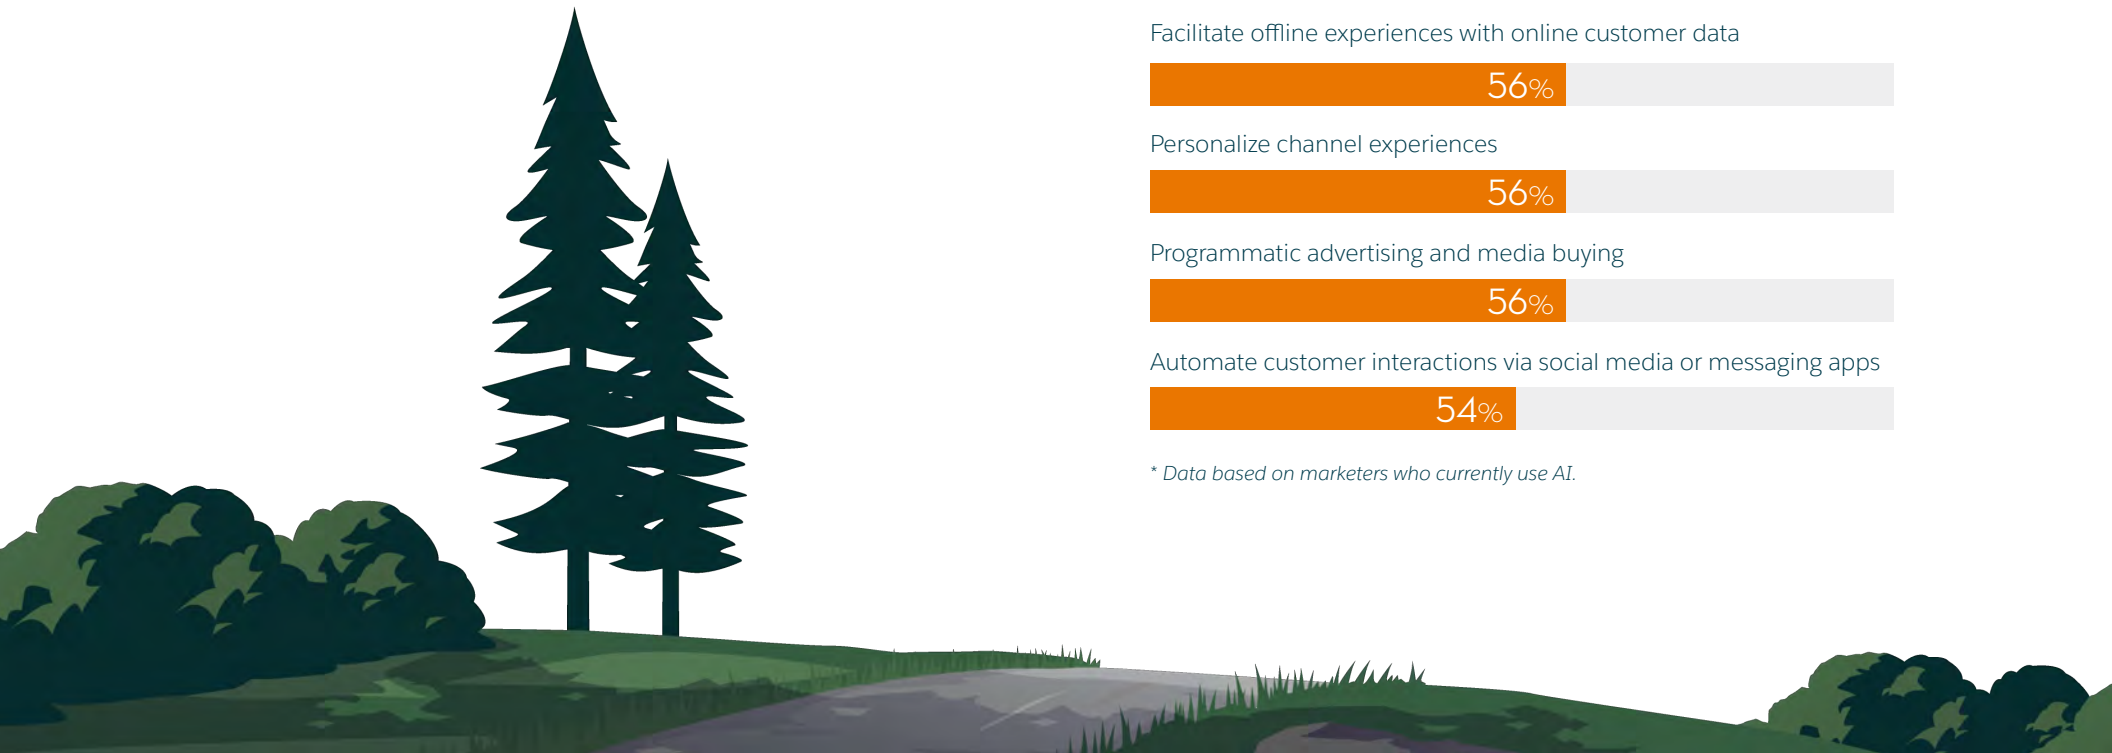 Facilitate offline experiences with online customer data
56%
Personalize channel experiences
56%
Programmatic advertising and media buying
56%
Automate customer interactions via social media or messaging apps
54%
* Data based on marketers who currently use AI.